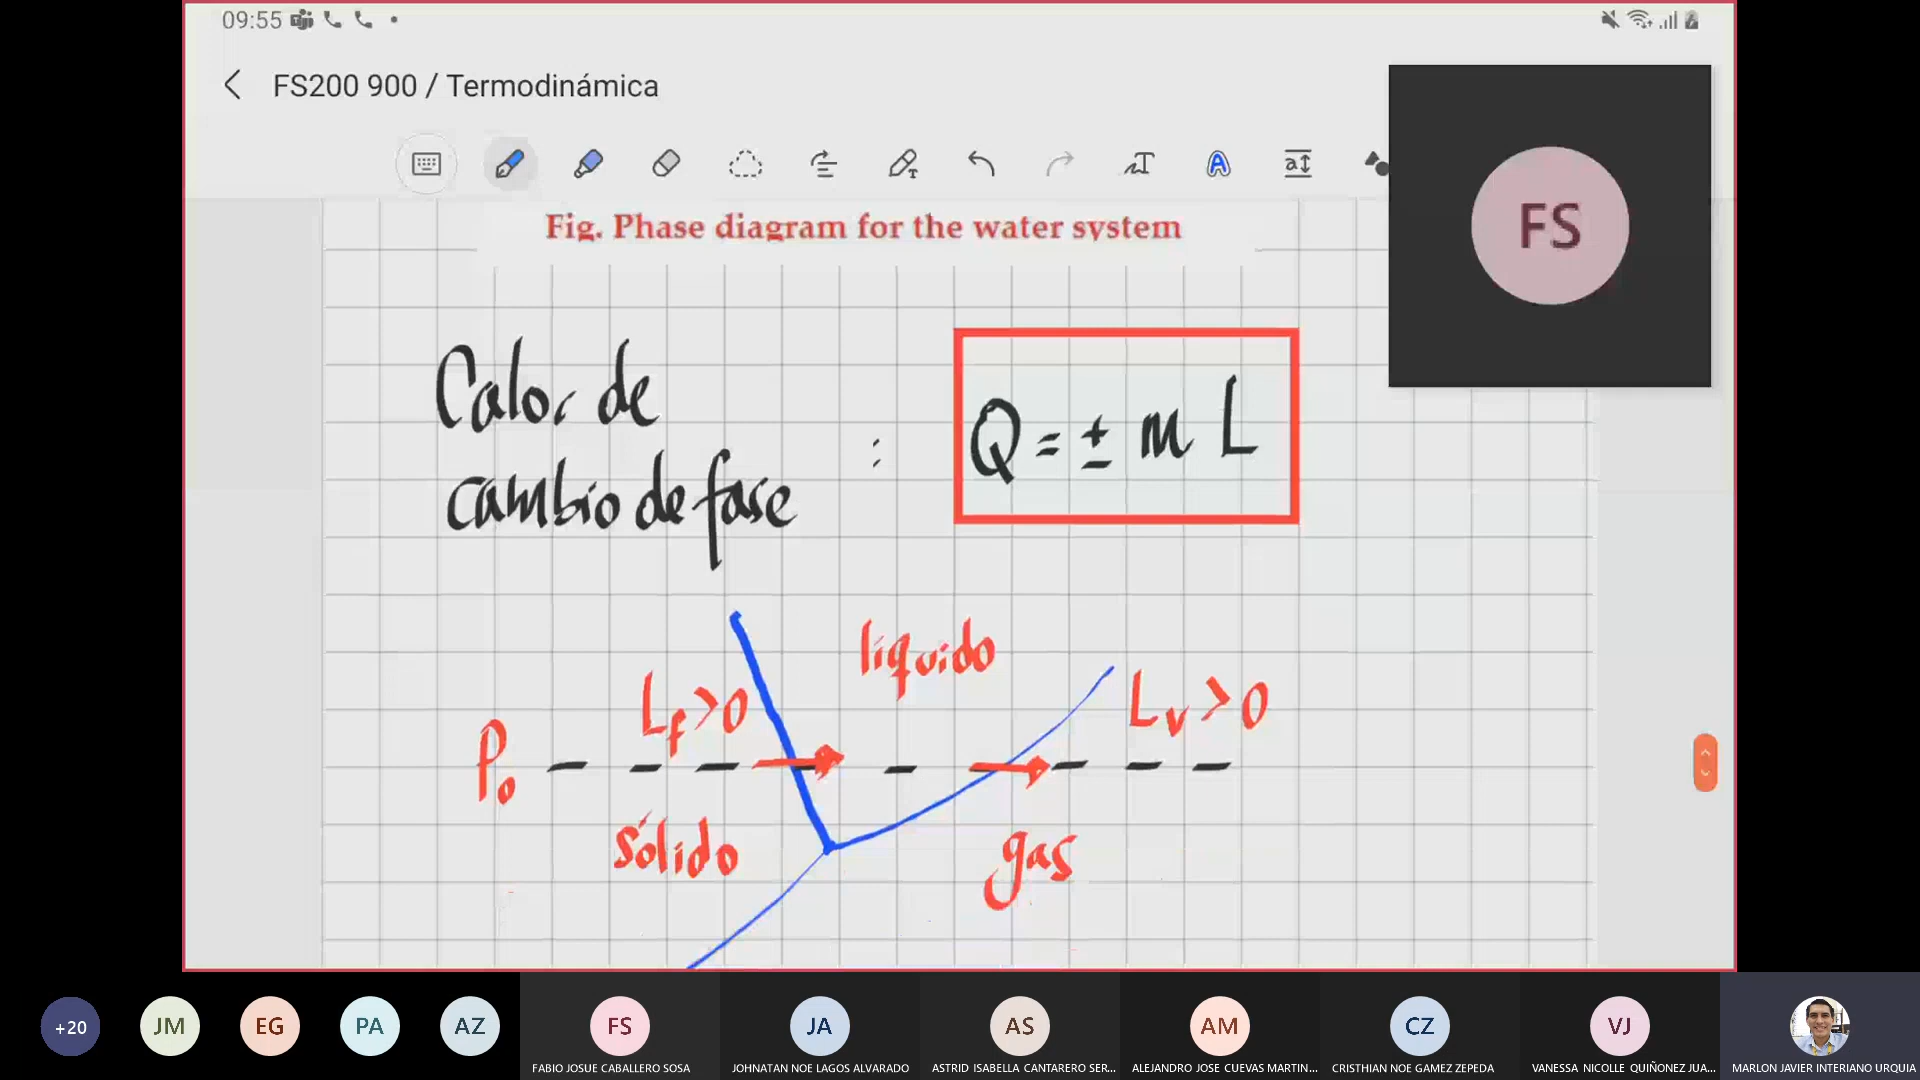 09:55
FS200 900 / Termodinámica
Fig. Phase diagram for the water system
FS
Calor de
cambio de fase
:
Q = ± m L
líquido
Lf > 0
Lv > 0
P₀
sólido
gas
+20
JM
EG
PA
AZ
FS
JA
AS
AM
CZ
VJ
FABIO JOSUE CABALLERO SOSA
JOHNATAN NOE LAGOS ALVARADO
ASTRID ISABELLA CANTARERO SER...
ALEJANDRO JOSE CUEVAS MARTIN...
CRISTHIAN NOE GAMEZ ZEPEDA
VANESSA NICOLLE QUIÑONEZ JUA...
MARLON JAVIER INTERIANO URQUIA